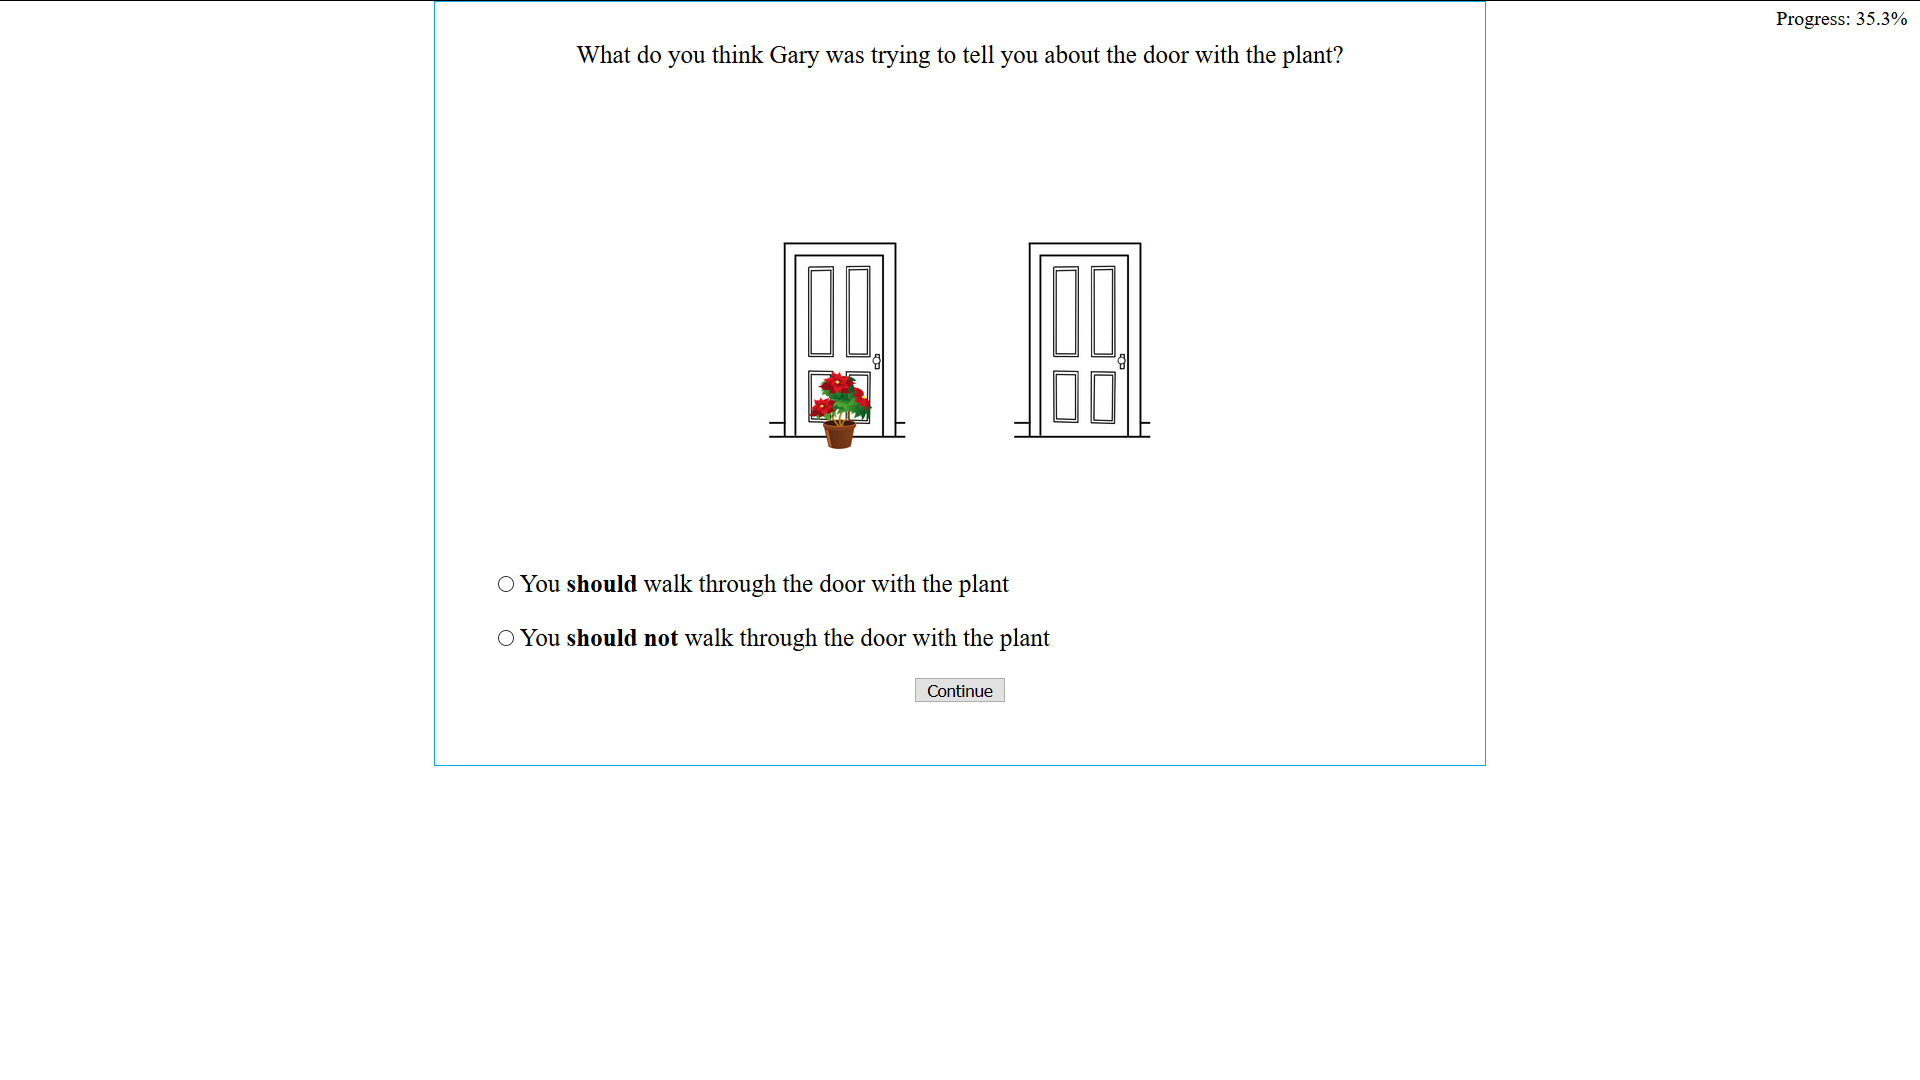 Progress: 35.3%
What do you think Gary was trying to tell you about the door with the plant?
You should walk through the door with the plant
You should not walk through the door with the plant
Continue